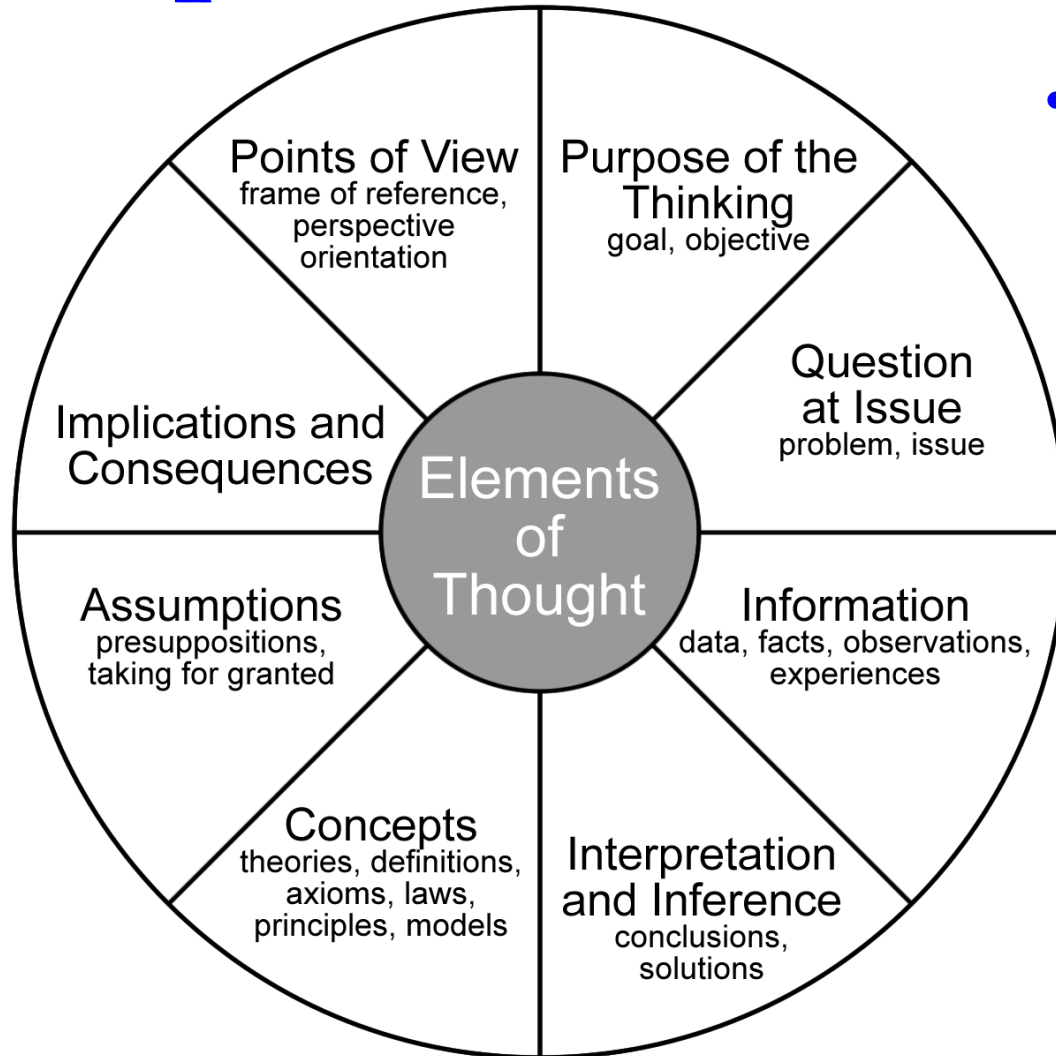 Points of View
frame of reference,
perspective
orientation
Purpose of the
Thinking
goal, objective
Question
at Issue
problem, issue
Information
data, facts, observations,
experiences
Interpretation
and Inference
conclusions,
solutions
Concepts
theories, definitions,
axioms, laws,
principles, models
Assumptions
presuppositions,
taking for granted
Implications and
Consequences
Elements
of
Thought